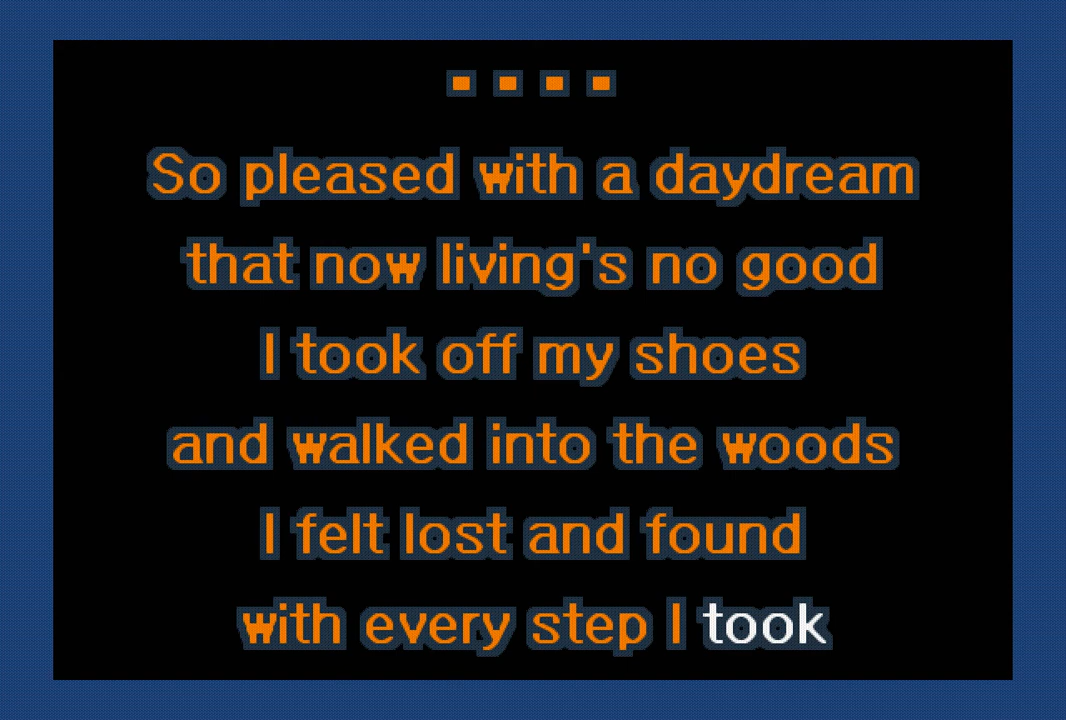 So pleased with a daydream
that now living's no good
I took off my shoes
and walked into the woods
I felt lost and found
with every step I took